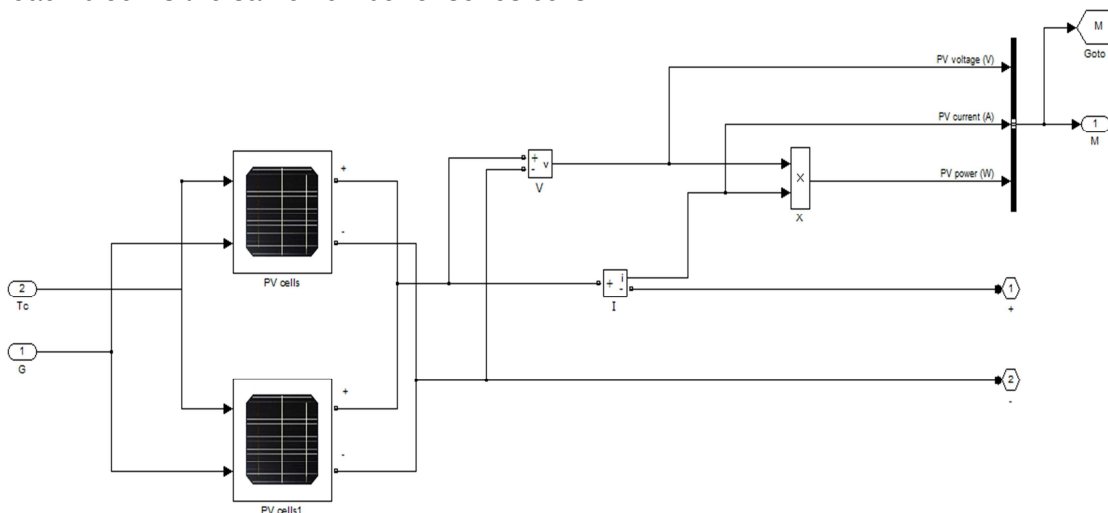 M
Goto
PV voltage (V)
PV current (A)
1
M
PV power (W)
+
-
v
V
X
X
+
-
PV cells
2
Tc
+
i
-
I
1
+
1
G
2
-
+
-
PV cells1